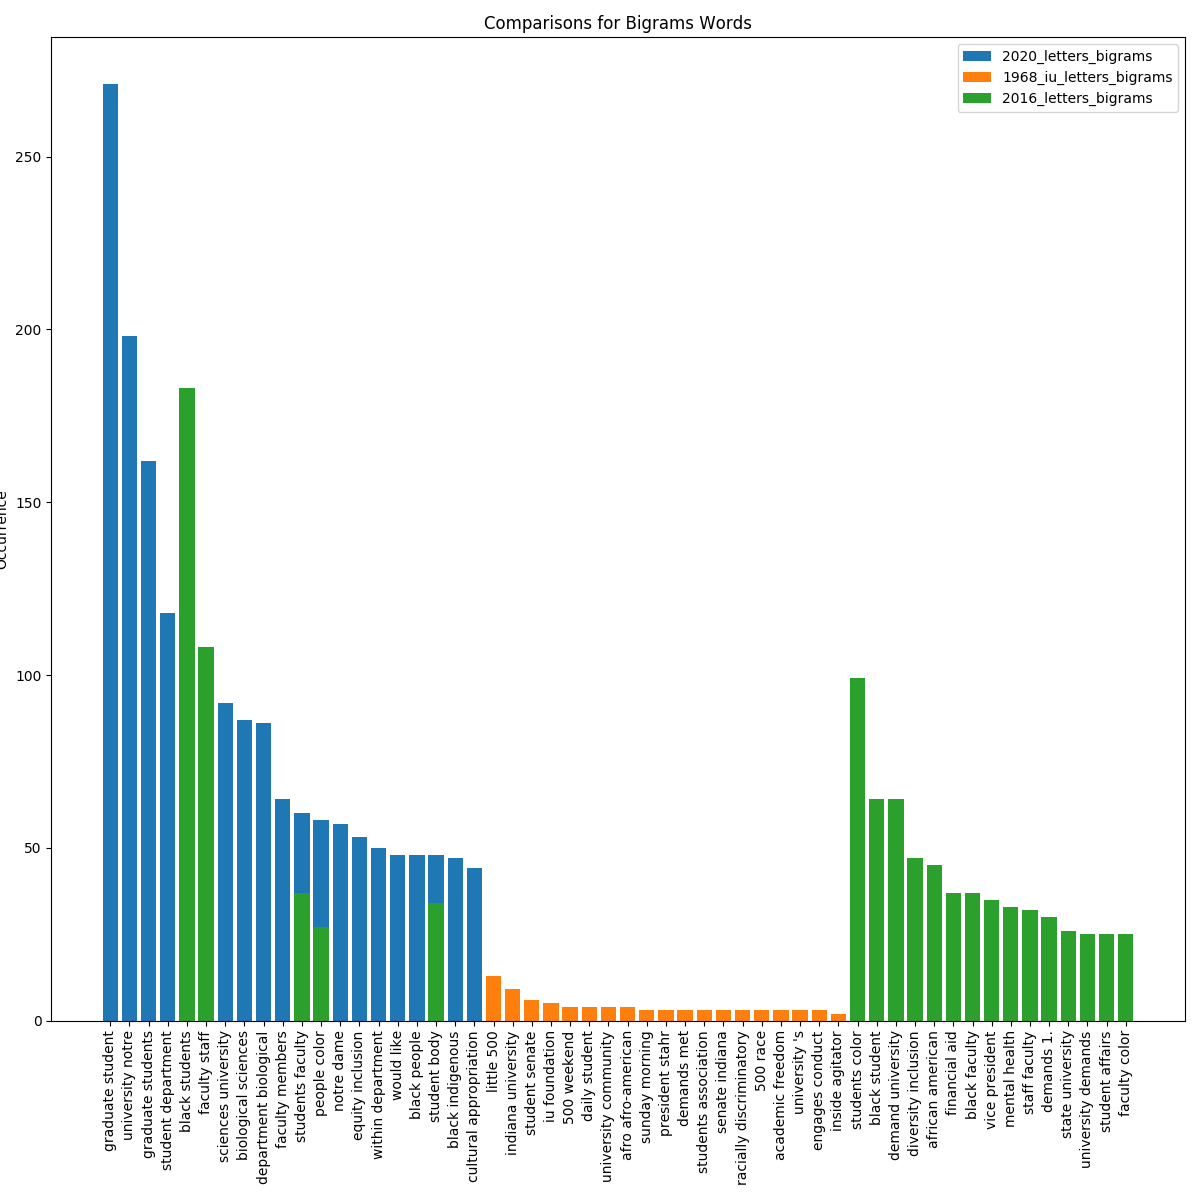 Comparisons for Bigrams Words
2020_letters_bigrams
1968_iu_letters_bigrams
2016_letters_bigrams
Occurrence
250
200
150
100
50
0
graduate student
university notre
graduate students
student department
black students
faculty staff
sciences university
biological sciences
department biological
faculty members
students faculty
people color
notre dame
equity inclusion
within department
would like
black people
student body
black indigenous
cultural appropriation
little 500
indiana university
student senate
iu foundation
500 weekend
daily student
university community
afro afro-american
sunday morning
president stahr
demands met
students association
senate indiana
racially discriminatory
500 race
academic freedom
university 's
engages conduct
inside agitator
students color
black student
demand university
diversity inclusion
african american
financial aid
black faculty
vice president
mental health
staff faculty
demands 1.
state university
university demands
student affairs
faculty color